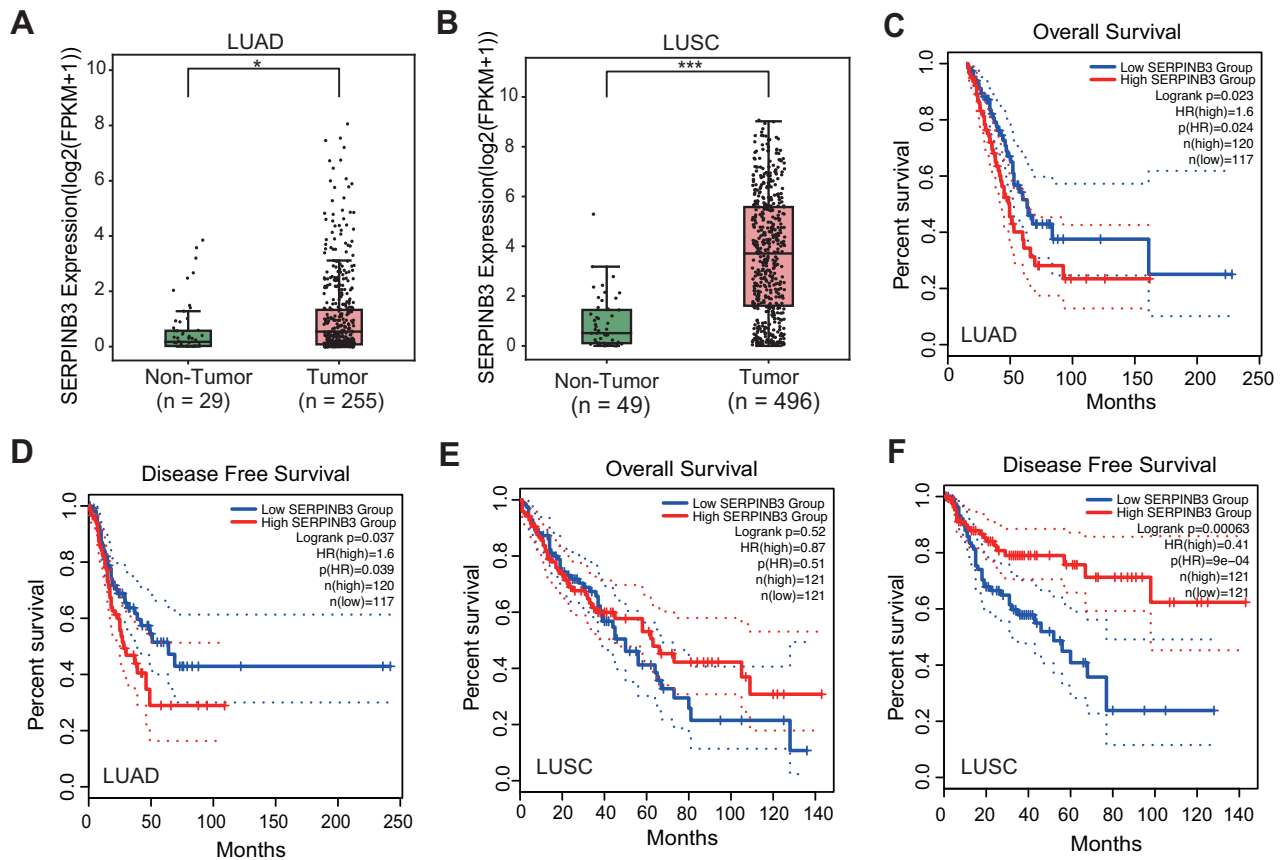 A
LUAD
*
SERPINB3 Expression(log2(FPKM+1))
10
8
6
4
2
0
Non-Tumor
(n = 29)
Tumor
(n = 255)
B
LUSC
***
SERPINB3 Expression(log2(FPKM+1))
10
8
6
4
2
0
Non-Tumor
(n = 49)
Tumor
(n = 496)
C
Overall Survival
Low SERPINB3 Group
High SERPINB3 Group
Logrank p=0.023
HR(high)=1.6
p(HR)=0.024
n(high)=120
n(low)=117
Percent survival
1.0
0.8
0.6
0.4
0.2
0.0
LUAD
0
50
100
150
200
250
Months
D
Disease Free Survival
Low SERPINB3 Group
High SERPINB3 Group
Logrank p=0.037
HR(high)=1.6
p(HR)=0.039
n(high)=120
n(low)=117
Percent survival
1.0
0.8
0.6
0.4
0.2
0.0
LUAD
0
50
100
150
200
250
Months
E
Overall Survival
Low SERPINB3 Group
High SERPINB3 Group
Logrank p=0.52
HR(high)=0.87
p(HR)=0.51
n(high)=121
n(low)=121
Percent survival
1.0
0.8
0.6
0.4
0.2
0.0
LUSC
0
20
40
60
80
100
120
140
Months
F
Disease Free Survival
Low SERPINB3 Group
High SERPINB3 Group
Logrank p=0.00063
HR(high)=0.41
p(HR)=9e−04
n(high)=121
n(low)=121
Percent survival
1.0
0.8
0.6
0.4
0.2
0.0
LUSC
0
20
40
60
80
100
120
140
Months